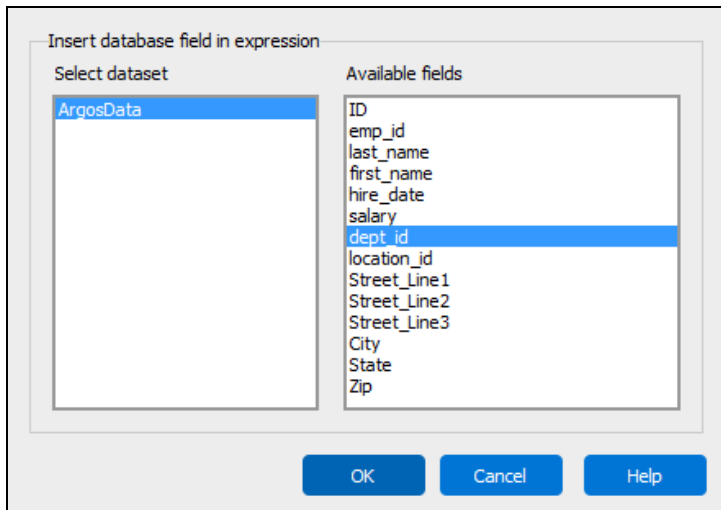 Insert database field in expression
Select dataset
ArgosData
Available fields
ID
emp_id
last_name
first_name
hire_date
salary
dept_id
location_id
Street_Line1
Street_Line2
Street_Line3
City
State
Zip
OK
Cancel
Help